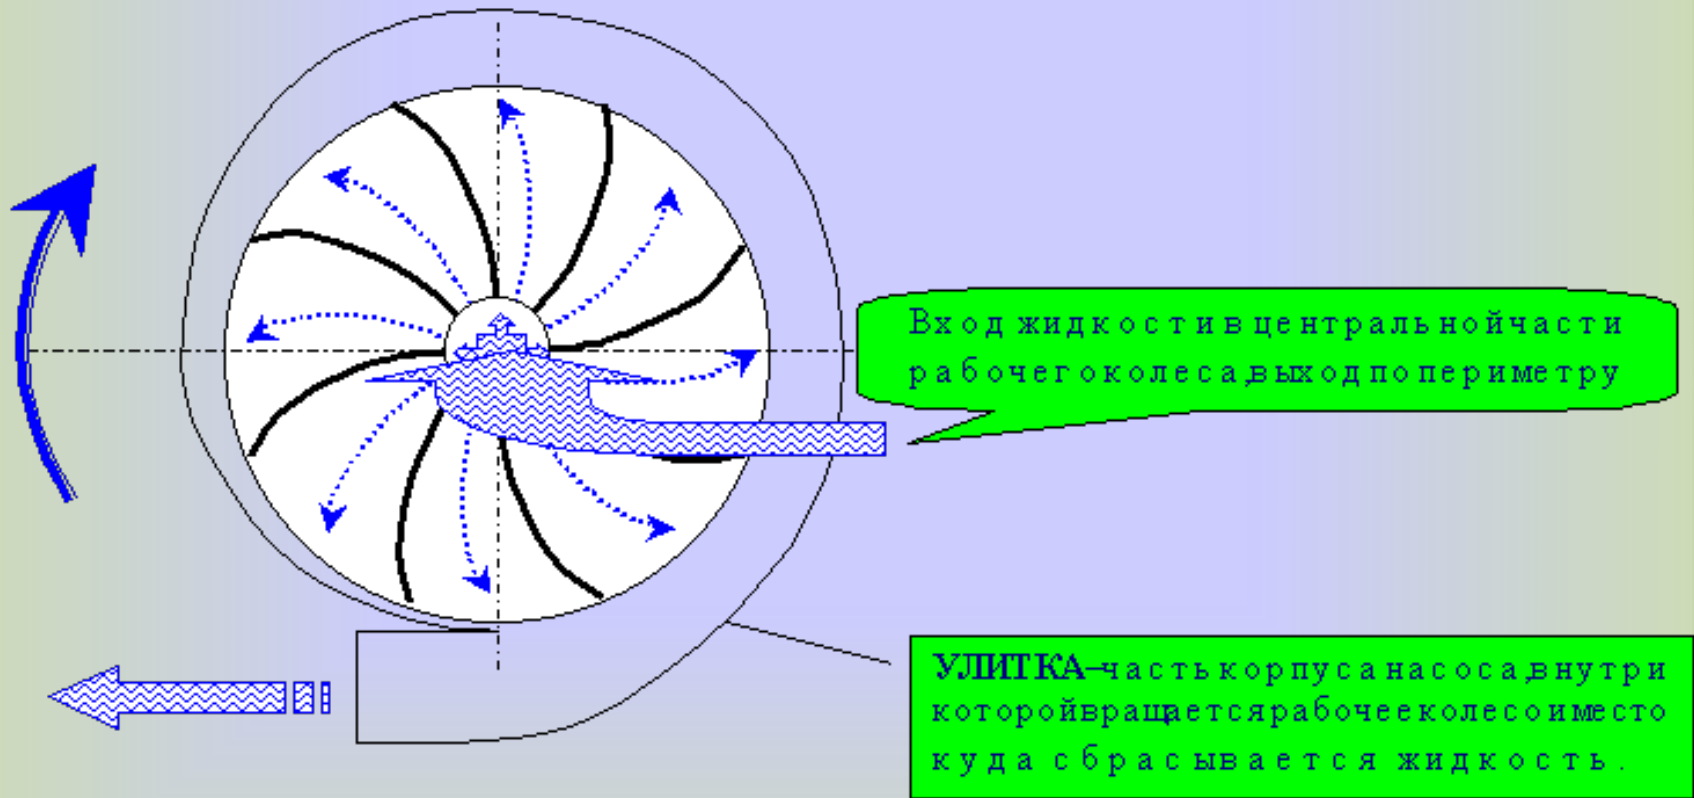 Вход жидкости в центральной части
рабочего колеса, выход по периметру
УЛИТКА – часть корпуса насоса, внутри
которой вращается рабочее колесо и место
куда сбрасывается жидкость.